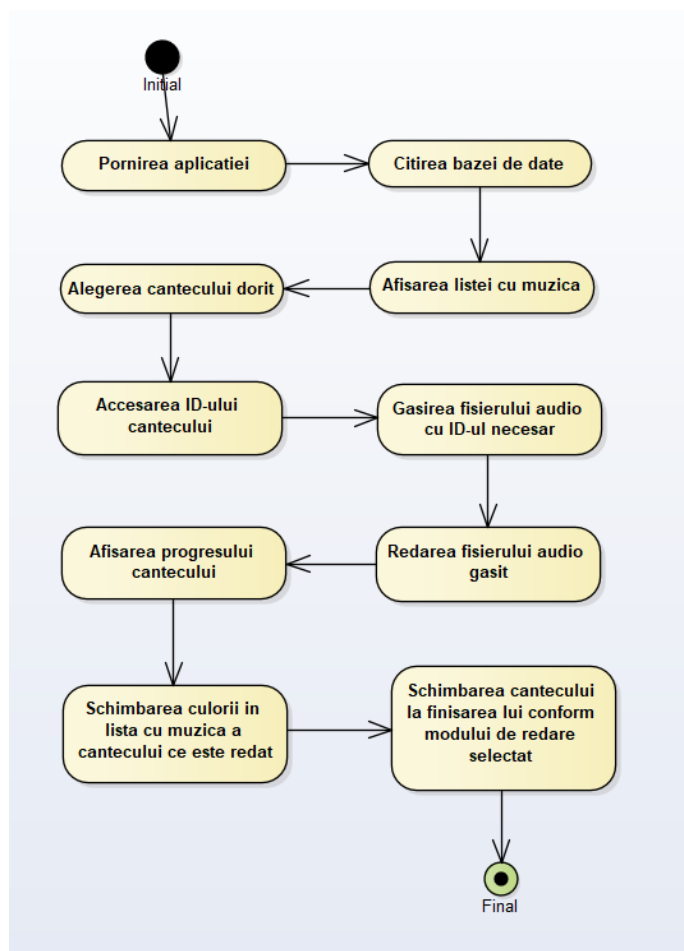 Initial
Pornirea aplicatiei
Citirea bazei de date
Afisarea listei cu muzica
Alegerea cantecului dorit
Accesarea ID-ului
cantecului
Gasirea fisierului audio
cu ID-ul necesar
Redarea fisierului audio
gasit
Afisarea progresului
cantecului
Schimbarea culorii in
lista cu muzica a
cantecului ce este redat
Schimbarea cantecului
la finisarea lui conform
modului de redare
selectat
Final